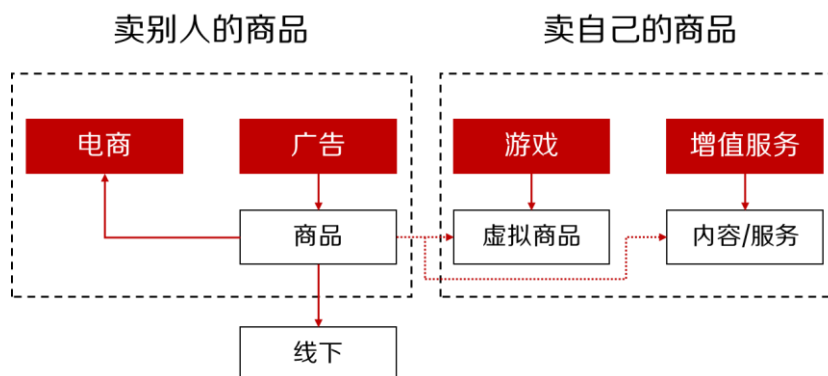 卖别人的商品
卖自己的商品
电商
广告
游戏
增值服务
商品
虚拟商品
内容/服务
线下